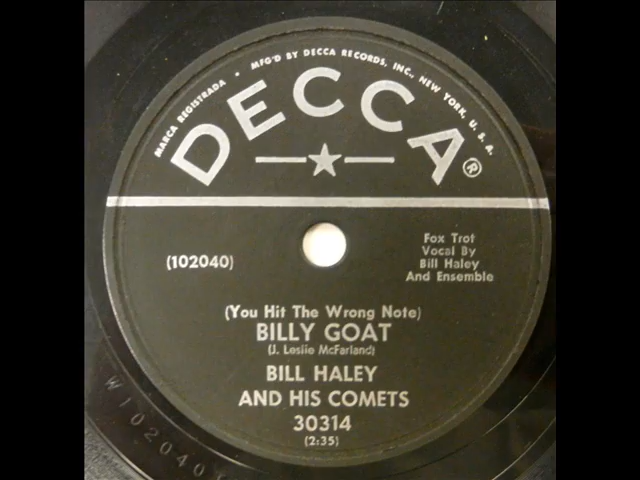 MARCA REGISTRADA • MFG'D BY DECCA RECORDS, INC., NEW YORK, U. S. A.
DECCA®
(102040)
Fox Trot
Vocal By
Bill Haley
And Ensemble
(You Hit The Wrong Note)
BILLY GOAT
(J. Leslie McFarland)
BILL HALEY
AND HIS COMETS
30314
(2:35)
W102040